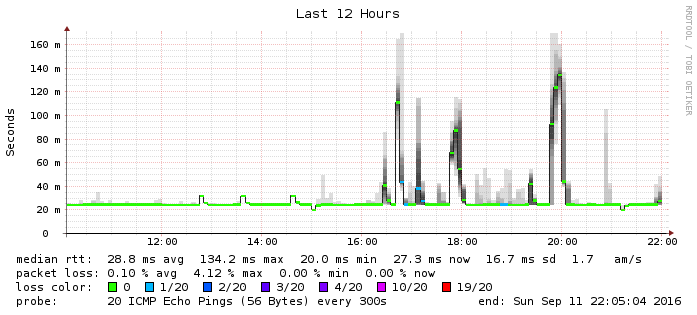 Last 12 Hours
RRDTOOL / TOBI OETIKER
Seconds
160 m
140 m
120 m
100 m
80 m
60 m
40 m
20 m
0
12:00 14:00 16:00 18:00 20:00 22:00
median rtt: 28.8 ms avg 134.2 ms max 20.0 ms min 27.3 ms now 16.7 ms sd 1.7 am/s
packet loss: 0.10 % avg 4.12 % max 0.00 % min 0.00 % now
loss color: 0 1/20 2/20 3/20 4/20 10/20 19/20
probe: 20 ICMP Echo Pings (56 Bytes) every 300s end: Sun Sep 11 22:05:04 2016